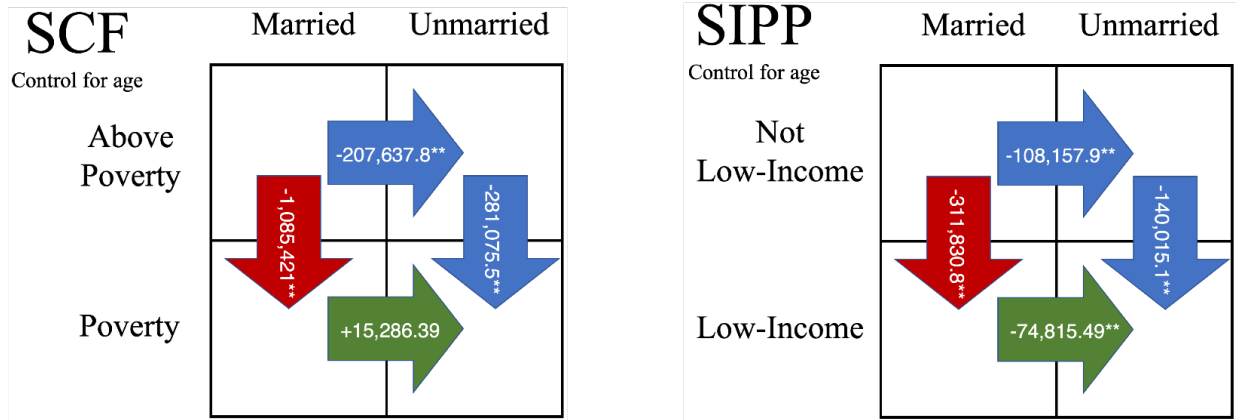 SCF
Married
Unmarried
Control for age
Above
Poverty
-207,637.8**
-1,085,421**
-281,075.5**
Poverty
+15,286.39
SIPP
Married
Unmarried
Control for age
Not
Low-Income
-108,157.9**
-311,830.8**
-140,015.1**
Low-Income
-74,815.49**